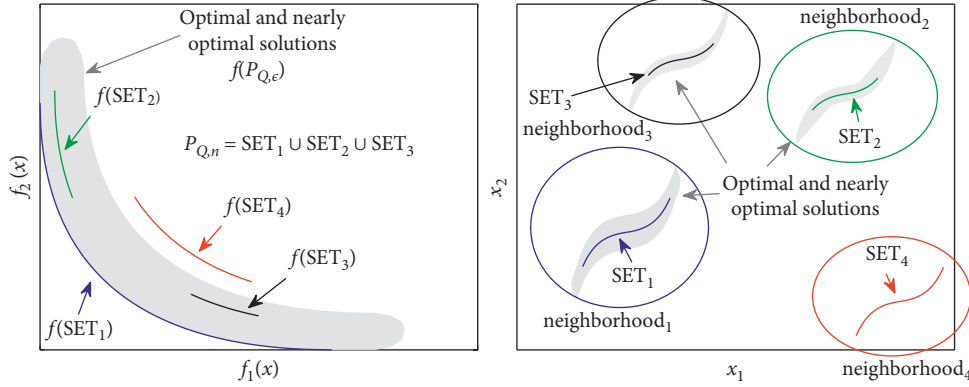 Optimal and nearly
optimal solutions
f(P_{Q,ϵ})
f(SET₂)
P_{Q,n} = SET₁ ∪ SET₂ ∪ SET₃
f₂(x)
f(SET₄)
f(SET₃)
f(SET₁)
f₁(x)
neighborhood₂
SET₃
neighborhood₃
SET₂
x₂
Optimal and nearly
optimal solutions
SET₁
SET₄
neighborhood₁
x₁
neighborhood₄